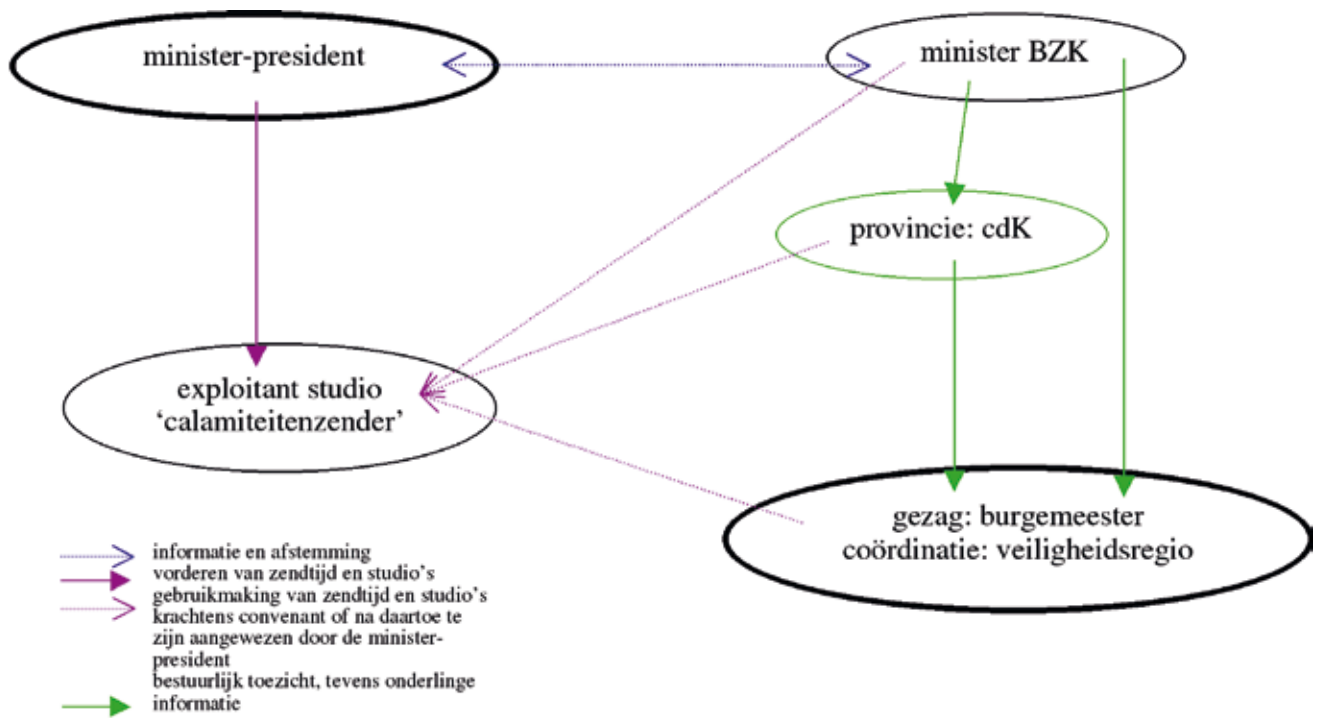 minister-president
minister BZK
provincie: cdK
exploitant studio
‘calamiteitenzender’
gezag: burgemeester
coördinatie: veiligheidsregio
informatie en afstemming
vorderen van zendtijd en studio’s
gebruikmaking van zendtijd en studio’s
krachtens convenant of na daartoe te
zijn aangewezen door de minister-
president
bestuurlijk toezicht, tevens onderlinge
informatie